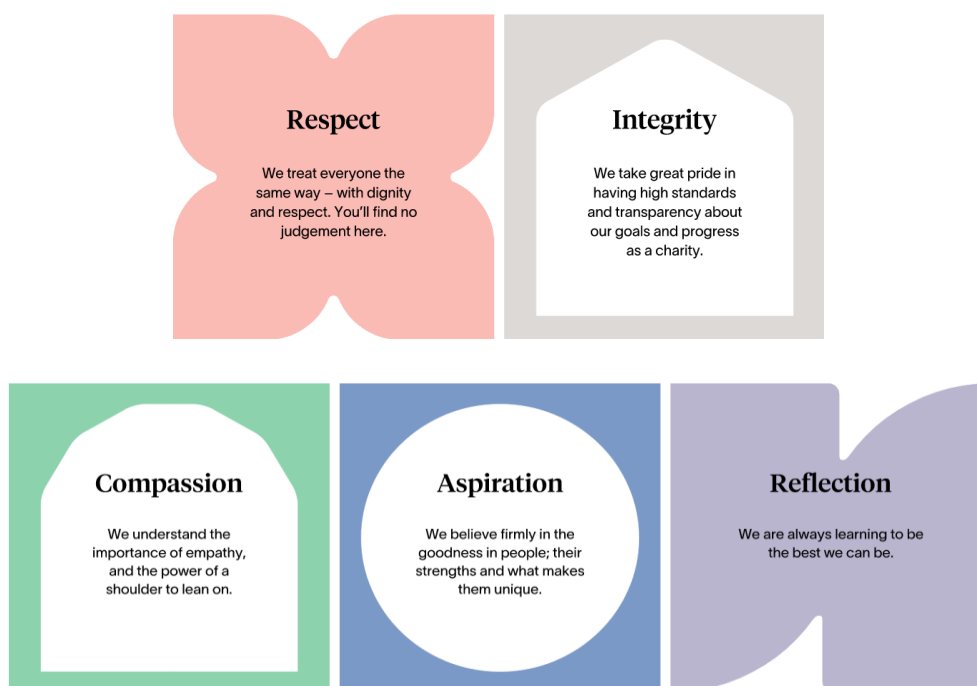 Respect
We treat everyone the
same way – with dignity
and respect. You'll find no
judgement here.
Integrity
We take great pride in
having high standards
and transparency about
our goals and progress
as a charity.
Compassion
We understand the
importance of empathy,
and the power of a
shoulder to lean on.
Aspiration
We believe firmly in the
goodness in people; their
strengths and what makes
them unique.
Reflection
We are always learning to be
the best we can be.